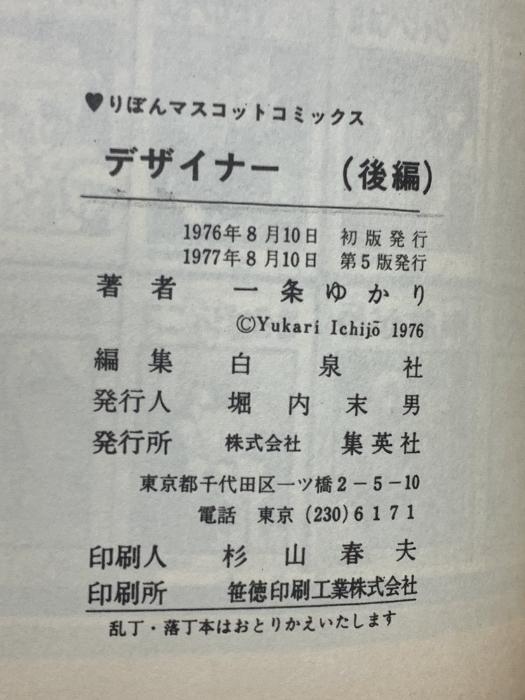 ♥りぼんマスコットコミックス
デザイナー (後編)
1976年8月10日 初版発行
1977年8月10日 第5版発行
著者 一条ゆかり
©Yukari Ichijō 1976
編集 白泉社
発行人 堀内末男
発行所 株式会社 集英社
東京都千代田区一ツ橋2-5-10
電話 東京 (230) 6171
印刷人 杉山春夫
印刷所 笹徳印刷工業株式会社
乱丁・落丁本はおとりかえいたします